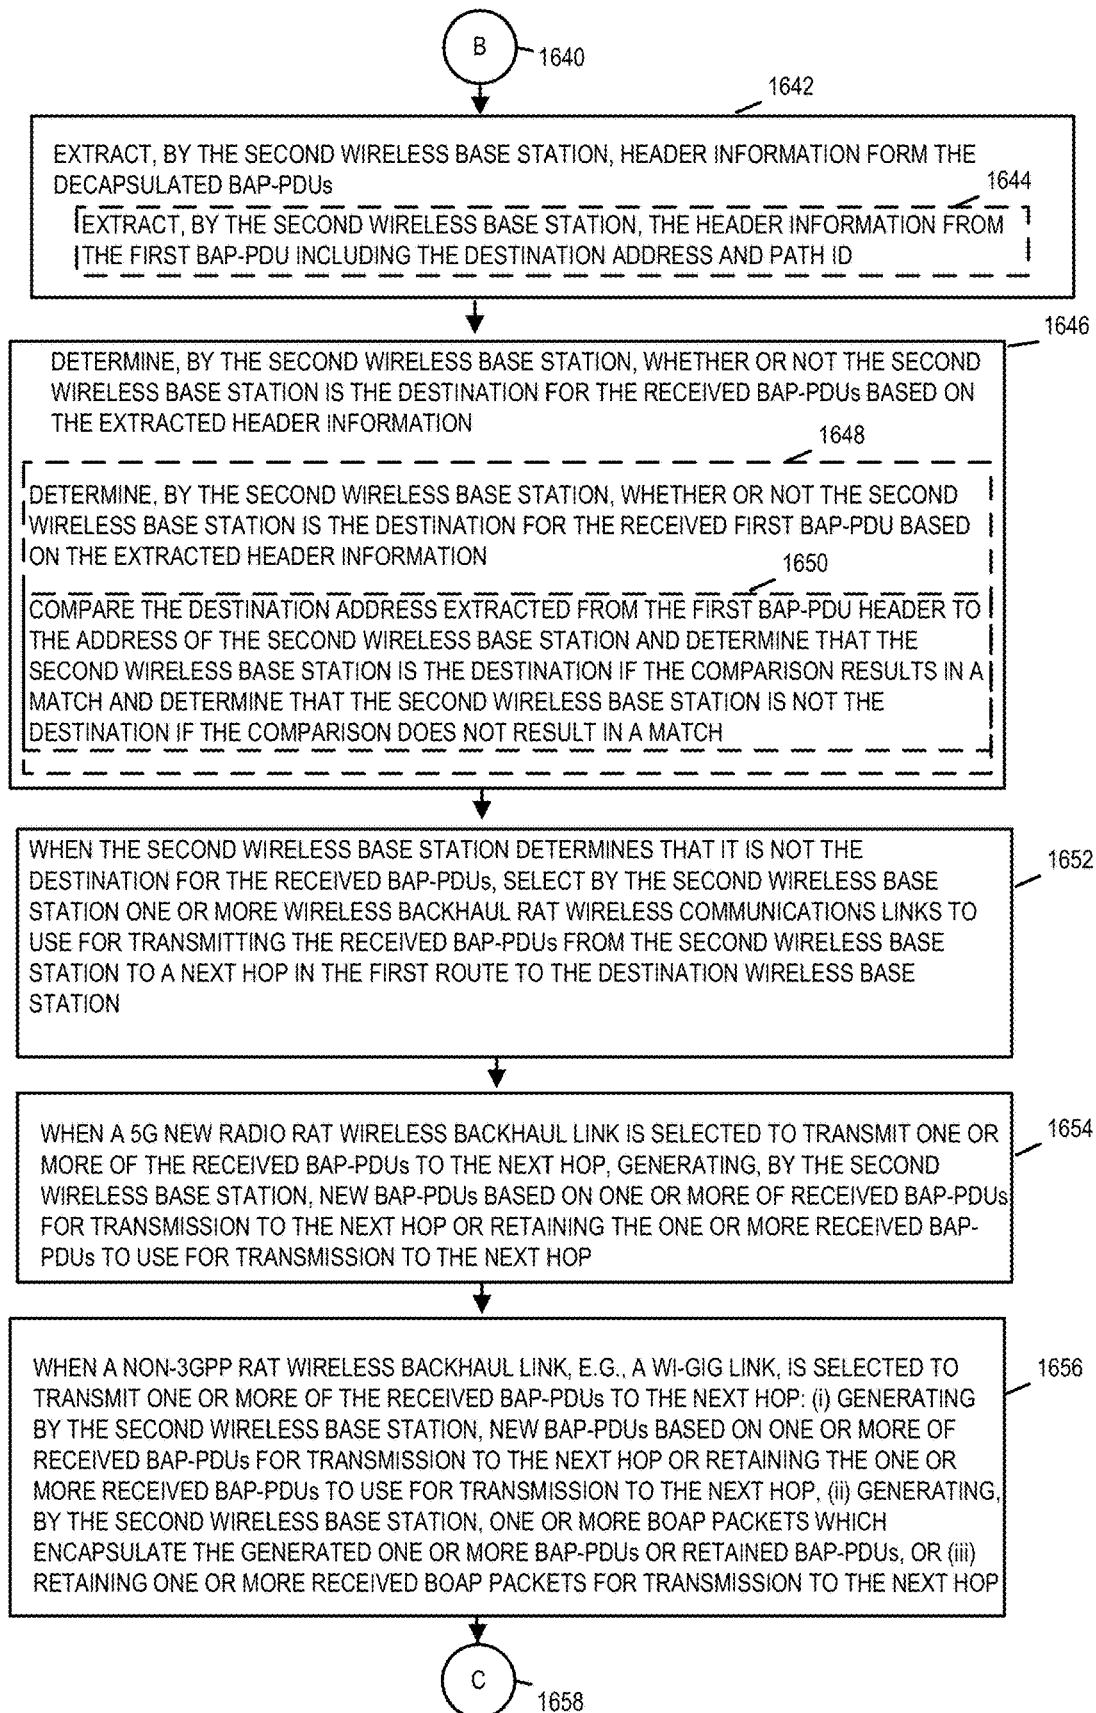 B
1640
1642
EXTRACT, BY THE SECOND WIRELESS BASE STATION, HEADER INFORMATION FORM THE
DECAPSULATED BAP-PDUs
1644
EXTRACT, BY THE SECOND WIRELESS BASE STATION, THE HEADER INFORMATION FROM
THE FIRST BAP-PDU INCLUDING THE DESTINATION ADDRESS AND PATH ID
1646
DETERMINE, BY THE SECOND WIRELESS BASE STATION, WHETHER OR NOT THE SECOND
WIRELESS BASE STATION IS THE DESTINATION FOR THE RECEIVED BAP-PDUs BASED ON
THE EXTRACTED HEADER INFORMATION
1648
DETERMINE, BY THE SECOND WIRELESS BASE STATION, WHETHER OR NOT THE SECOND
WIRELESS BASE STATION IS THE DESTINATION FOR THE RECEIVED FIRST BAP-PDU BASED
ON THE EXTRACTED HEADER INFORMATION
1650
COMPARE THE DESTINATION ADDRESS EXTRACTED FROM THE FIRST BAP-PDU HEADER TO
THE ADDRESS OF THE SECOND WIRELESS BASE STATION AND DETERMINE THAT THE
SECOND WIRELESS BASE STATION IS THE DESTINATION IF THE COMPARISON RESULTS IN A
MATCH AND DETERMINE THAT THE SECOND WIRELESS BASE STATION IS NOT THE
DESTINATION IF THE COMPARISON DOES NOT RESULT IN A MATCH
WHEN THE SECOND WIRELESS BASE STATION DETERMINES THAT IT IS NOT THE
DESTINATION FOR THE RECEIVED BAP-PDUs, SELECT BY THE SECOND WIRELESS BASE
STATION ONE OR MORE WIRELESS BACKHAUL RAT WIRELESS COMMUNICATIONS LINKS TO
USE FOR TRANSMITTING THE RECEIVED BAP-PDUs FROM THE SECOND WIRELESS BASE
STATION TO A NEXT HOP IN THE FIRST ROUTE TO THE DESTINATION WIRELESS BASE
STATION
1652
WHEN A 5G NEW RADIO RAT WIRELESS BACKHAUL LINK IS SELECTED TO TRANSMIT ONE OR
MORE OF THE RECEIVED BAP-PDUs TO THE NEXT HOP, GENERATING, BY THE SECOND
WIRELESS BASE STATION, NEW BAP-PDUs BASED ON ONE OR MORE OF RECEIVED BAP-PDUs
FOR TRANSMISSION TO THE NEXT HOP OR RETAINING THE ONE OR MORE RECEIVED BAP-
PDUs TO USE FOR TRANSMISSION TO THE NEXT HOP
1654
WHEN A NON-3GPP RAT WIRELESS BACKHAUL LINK, E.G., A WI-GIG LINK, IS SELECTED TO
TRANSMIT ONE OR MORE OF THE RECEIVED BAP-PDUs TO THE NEXT HOP: (i) GENERATING
BY THE SECOND WIRELESS BASE STATION, NEW BAP-PDUs BASED ON ONE OR MORE OF
RECEIVED BAP-PDUs FOR TRANSMISSION TO THE NEXT HOP OR RETAINING THE ONE OR
MORE RECEIVED BAP-PDUs TO USE FOR TRANSMISSION TO THE NEXT HOP, (ii) GENERATING,
BY THE SECOND WIRELESS BASE STATION, ONE OR MORE BOAP PACKETS WHICH
ENCAPSULATE THE GENERATED ONE OR MORE BAP-PDUs OR RETAINED BAP-PDUs, OR (iii)
RETAINING ONE OR MORE RECEIVED BOAP PACKETS FOR TRANSMISSION TO THE NEXT HOP
1656
C
1658